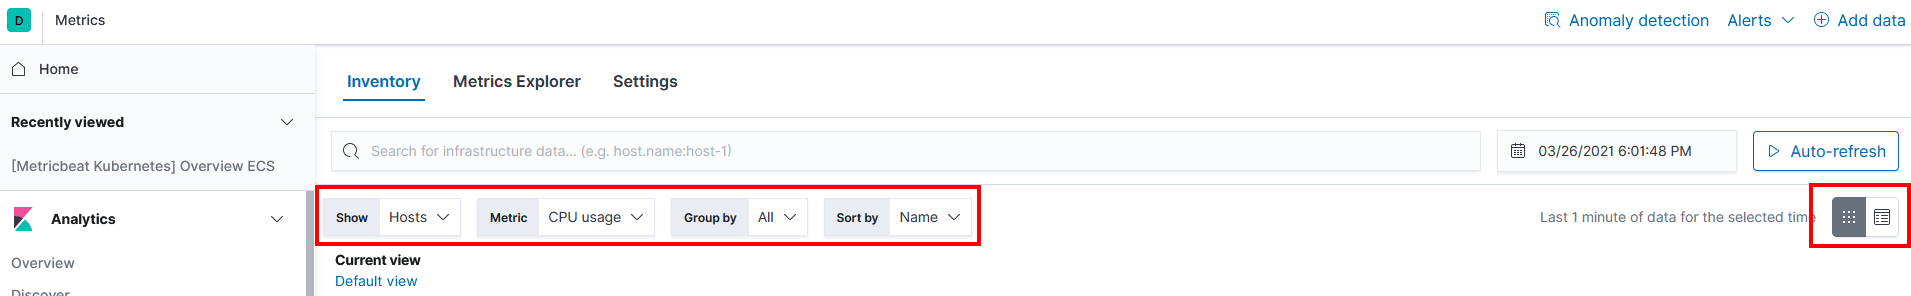 D Metrics Anomaly detection Alerts Add data
Home
Inventory Metrics Explorer Settings
Recently viewed
[Metricbeat Kubernetes] Overview ECS
Search for infrastructure data... (e.g. host.name:host-1) 03/26/2021 6:01:48 PM Auto-refresh
Analytics
Show Hosts Metric CPU usage Group by All Sort by Name Last 1 minute of data for the selected time
Overview
Current view
Default view
Discover